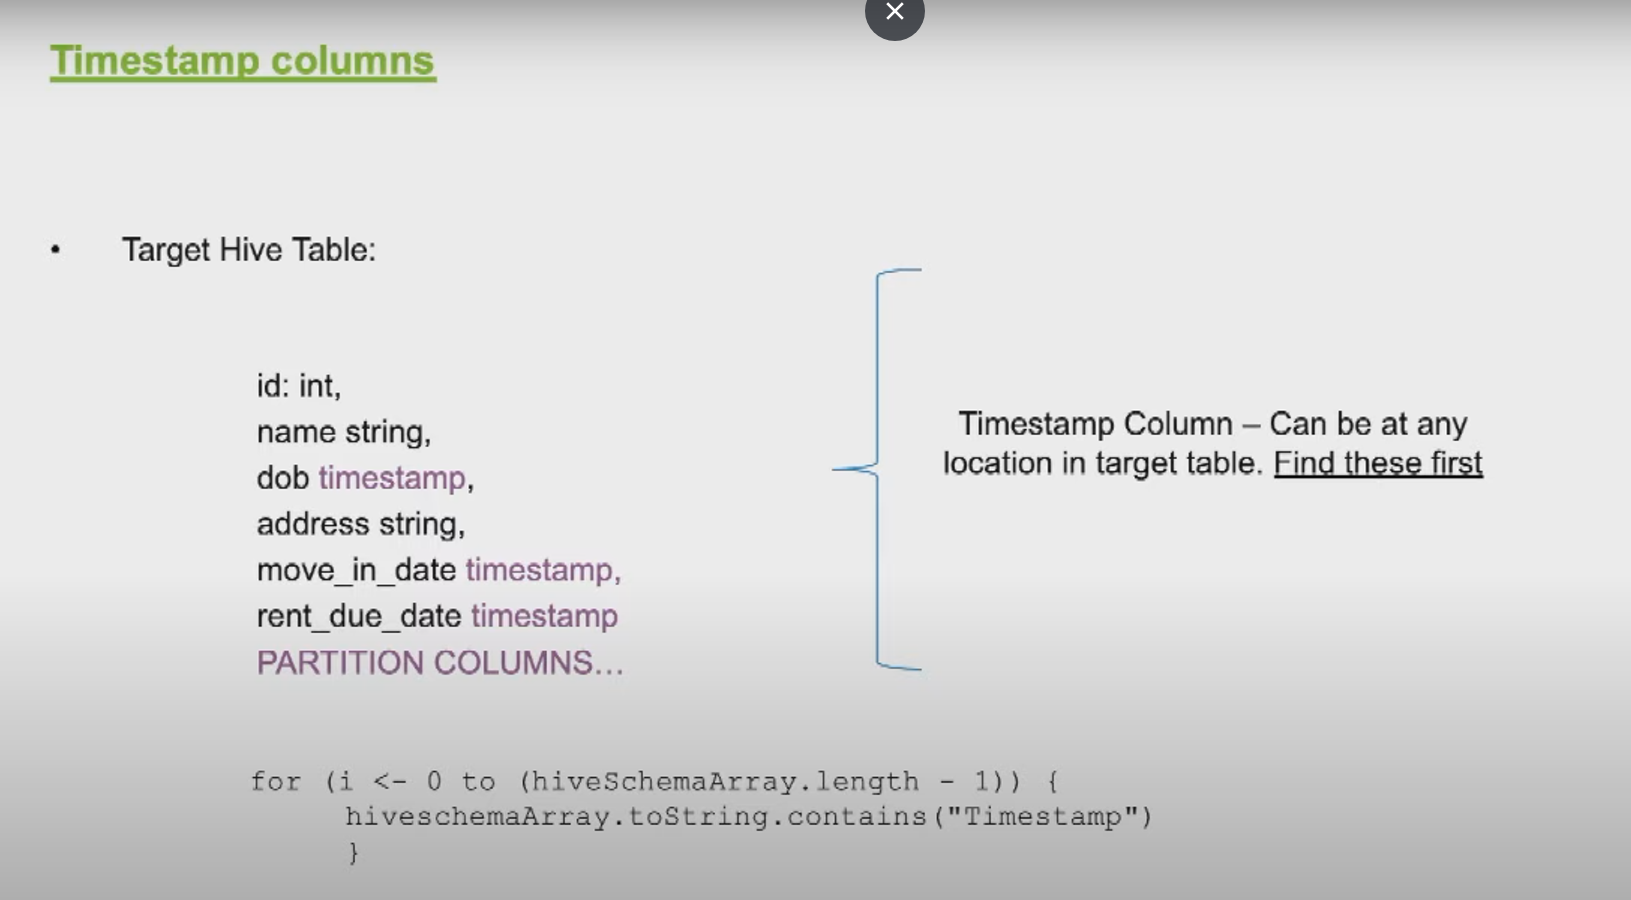 Timestamp columns
• Target Hive Table:
id: int,
name string,
dob timestamp,
address string,
move_in_date timestamp,
rent_due_date timestamp
PARTITION COLUMNS...
Timestamp Column – Can be at any
location in target table. Find these first
for (i <- 0 to (hiveSchemaArray.length - 1)) {
hiveschemaArray.toString.contains("Timestamp")
}